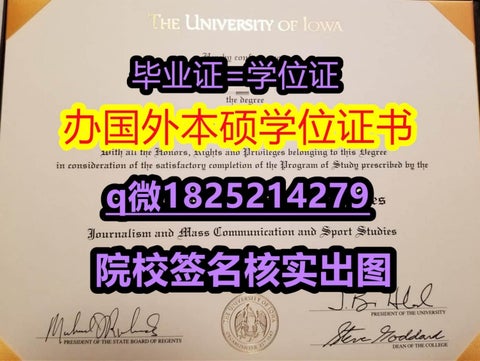 THE UNIVERSITY OF IOWA
毕业证=学位证
the degree
办国外本硕学位证书
With all the Honors, Rights and Privileges belonging to this Degree
in consideration of the satisfactory completion of the Program of Study prescribed by the
q微1825214279
Journalism and Mass Communication and Sport Studies
院校签名核实出图
PRESIDENT OF THE UNIVERSITY
PRESIDENT OF THE STATE BOARD OF REGENTS
Steve Goddard
DEAN OF THE COLLEGE